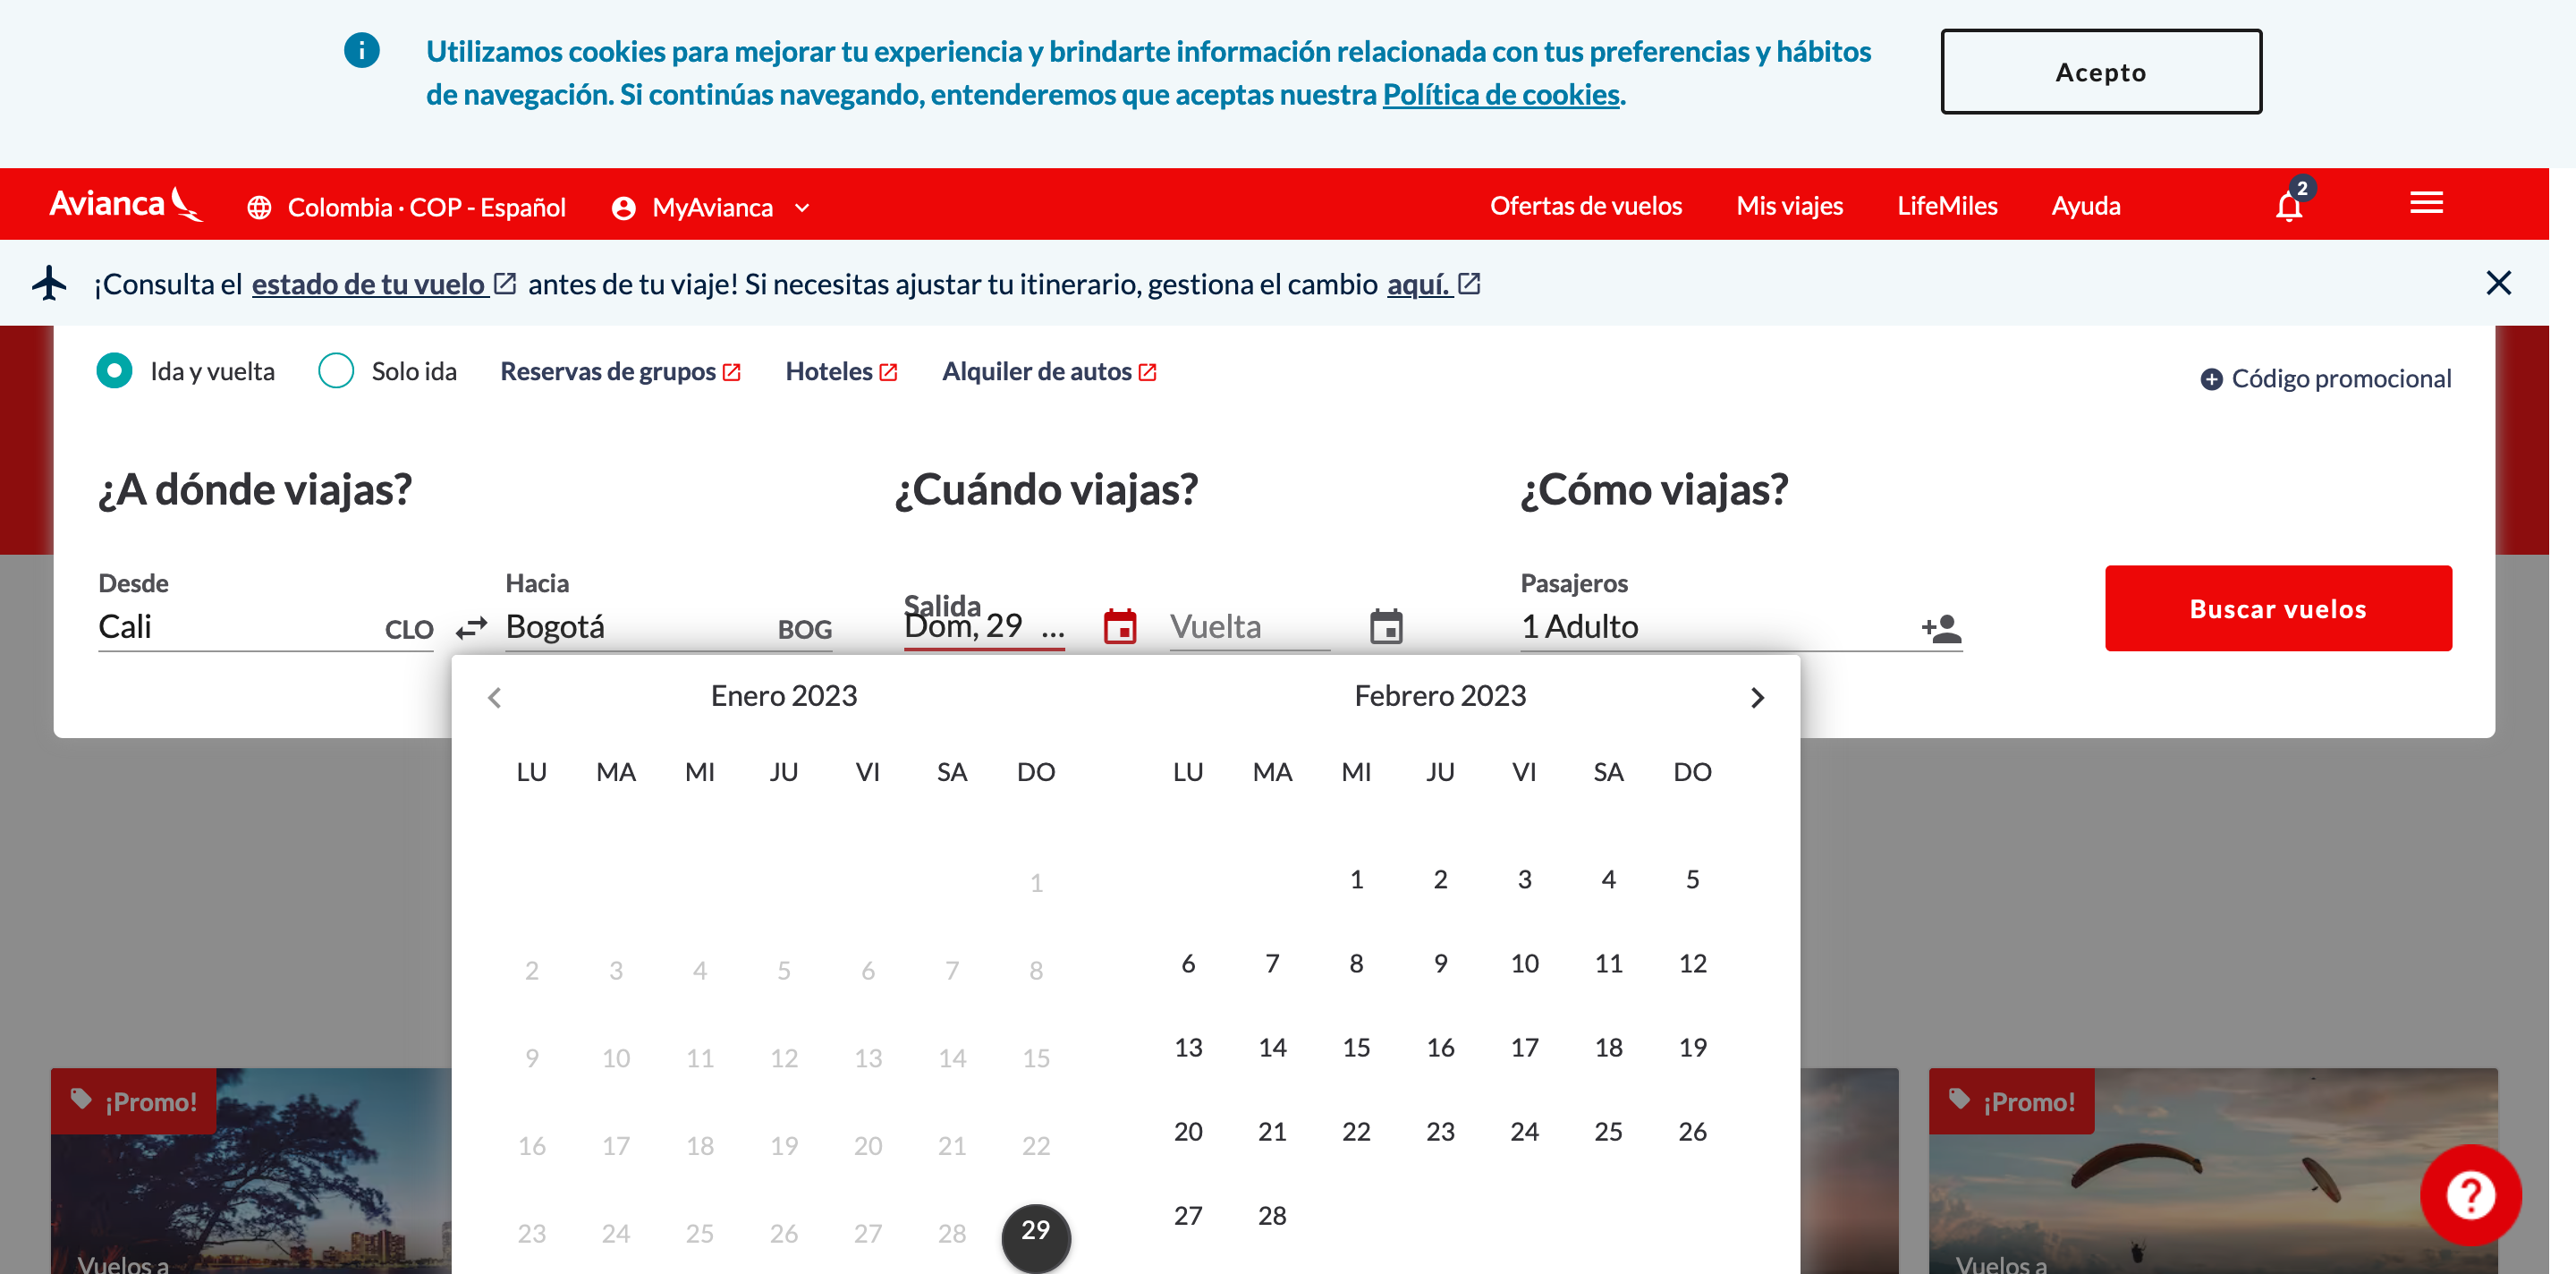 Utilizamos cookies para mejorar tu experiencia y brindarte información relacionada con tus preferencias y hábitos
de navegación. Si continúas navegando, entenderemos que aceptas nuestra Política de cookies.
Acepto
Avianca
Colombia · COP - Español
MyAvianca
Ofertas de vuelos
Mis viajes
LifeMiles
Ayuda
2
¡Consulta el estado de tu vuelo antes de tu viaje! Si necesitas ajustar tu itinerario, gestiona el cambio aquí.
Ida y vuelta
Solo ida
Reservas de grupos
Hoteles
Alquiler de autos
Código promocional
¿A dónde viajas?
¿Cuándo viajas?
¿Cómo viajas?
Desde
Cali CLO
Hacia
Bogotá BOG
Salida
Dom, 29 ...
Vuelta
Pasajeros
1 Adulto
Buscar vuelos
Enero 2023
LU MA MI JU VI SA DO
1
2 3 4 5 6 7 8
9 10 11 12 13 14 15
16 17 18 19 20 21 22
23 24 25 26 27 28 29
Febrero 2023
LU MA MI JU VI SA DO
1 2 3 4 5
6 7 8 9 10 11 12
13 14 15 16 17 18 19
20 21 22 23 24 25 26
27 28
¡Promo!
Vuelos a
¡Promo!
Vuelos a